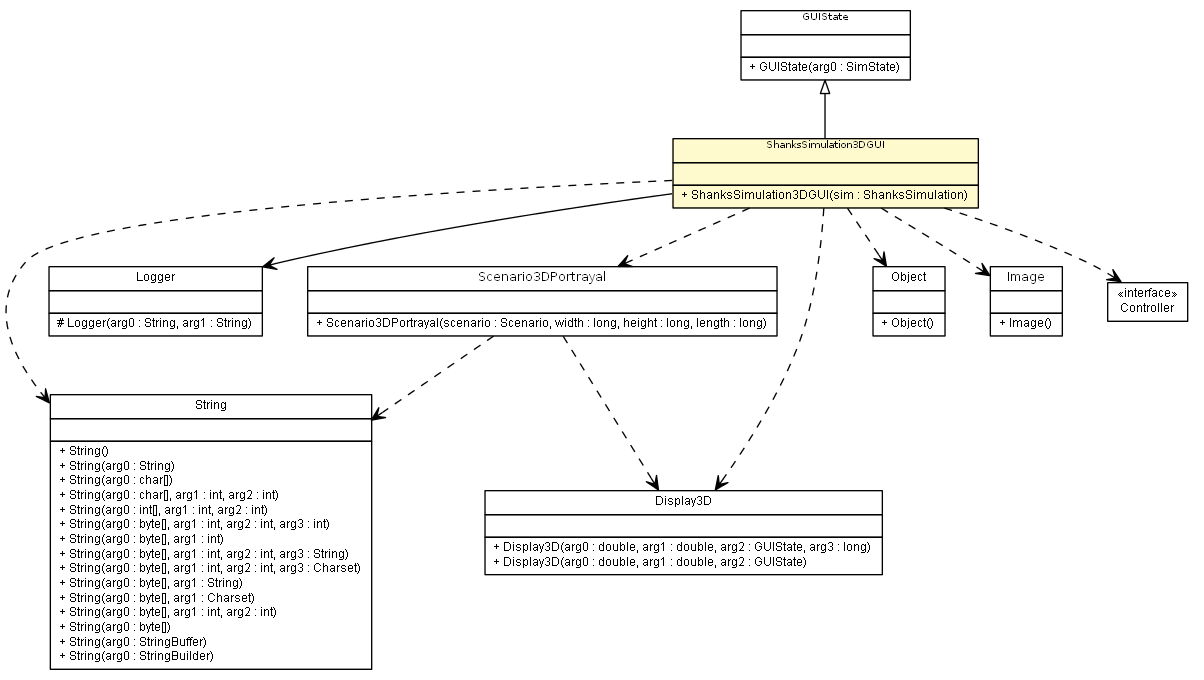 GUIState
+ GUIState(arg0 : SimState)
ShanksSimulation3DGUI
+ ShanksSimulation3DGUI(sim : ShanksSimulation)
Logger
# Logger(arg0 : String, arg1 : String)
Scenario3DPortrayal
+ Scenario3DPortrayal(scenario : Scenario, width : long, height : long, length : long)
Object
+ Object()
Image
+ Image()
«interface»
Controller
String
+ String()
+ String(arg0 : String)
+ String(arg0 : char[])
+ String(arg0 : char[], arg1 : int, arg2 : int)
+ String(arg0 : int[], arg1 : int, arg2 : int)
+ String(arg0 : byte[], arg1 : int, arg2 : int, arg3 : int)
+ String(arg0 : byte[], arg1 : int)
+ String(arg0 : byte[], arg1 : int, arg2 : int, arg3 : String)
+ String(arg0 : byte[], arg1 : int, arg2 : int, arg3 : Charset)
+ String(arg0 : byte[], arg1 : String)
+ String(arg0 : byte[], arg1 : Charset)
+ String(arg0 : byte[], arg1 : int, arg2 : int)
+ String(arg0 : byte[])
+ String(arg0 : StringBuffer)
+ String(arg0 : StringBuilder)
Display3D
+ Display3D(arg0 : double, arg1 : double, arg2 : GUIState, arg3 : long)
+ Display3D(arg0 : double, arg1 : double, arg2 : GUIState)